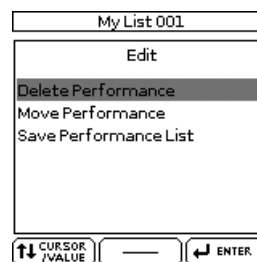 My List 001
Edit
Delete Performance
Move Performance
Save Performance List
CURSOR
/VALUE
ENTER